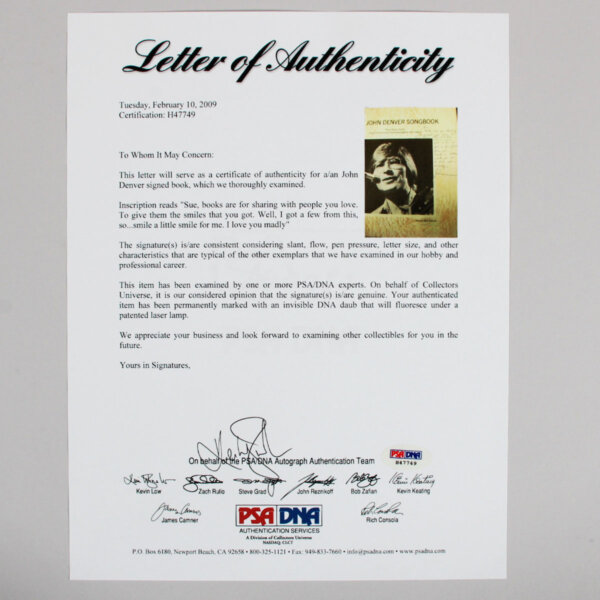 Letter of Authenticity
Tuesday, February 10, 2009
Certification: H47749
JOHN DENVER SONGBOOK
To Whom It May Concern:
This letter will serve as a certificate of authenticity for a/an John
Denver signed book, which we thoroughly examined.
Inscription reads "Sue, books are for sharing with people you love.
To give them the smiles that you got. Well, I got a few from this,
so...smile a little smile for me. I love you madly"
The signature(s) is/are consistent considering slant, flow, pen pressure, letter size, and other
characteristics that are typical of the other exemplars that we have examined in our hobby and
professional career.
This item has been examined by one or more PSA/DNA experts. On behalf of Collectors
Universe, it is our considered opinion that the signature(s) is/are genuine. Your authenticated
item has been permanently marked with an invisible DNA daub that will fluoresce under a
patented laser lamp.
We appreciate your business and look forward to examining other collectibles for you in the
future.
Yours in Signatures,
On behalf of the PSA/DNA Autograph Authentication Team
PSA DNA
H47749
Kevin Low
Zach Rullo
Steve Grad
John Reznikoff
Bob Zafian
Kevin Keating
James Camner
PSA DNA
Rich Consola
AUTHENTICATION SERVICES
A Division of Collectors Universe
NASDAQ: CLCT
P.O. Box 6180, Newport Beach, CA 92658 • 800-325-1121 • Fax: 949-833-7660 • info@psadna.com • www.psadna.com